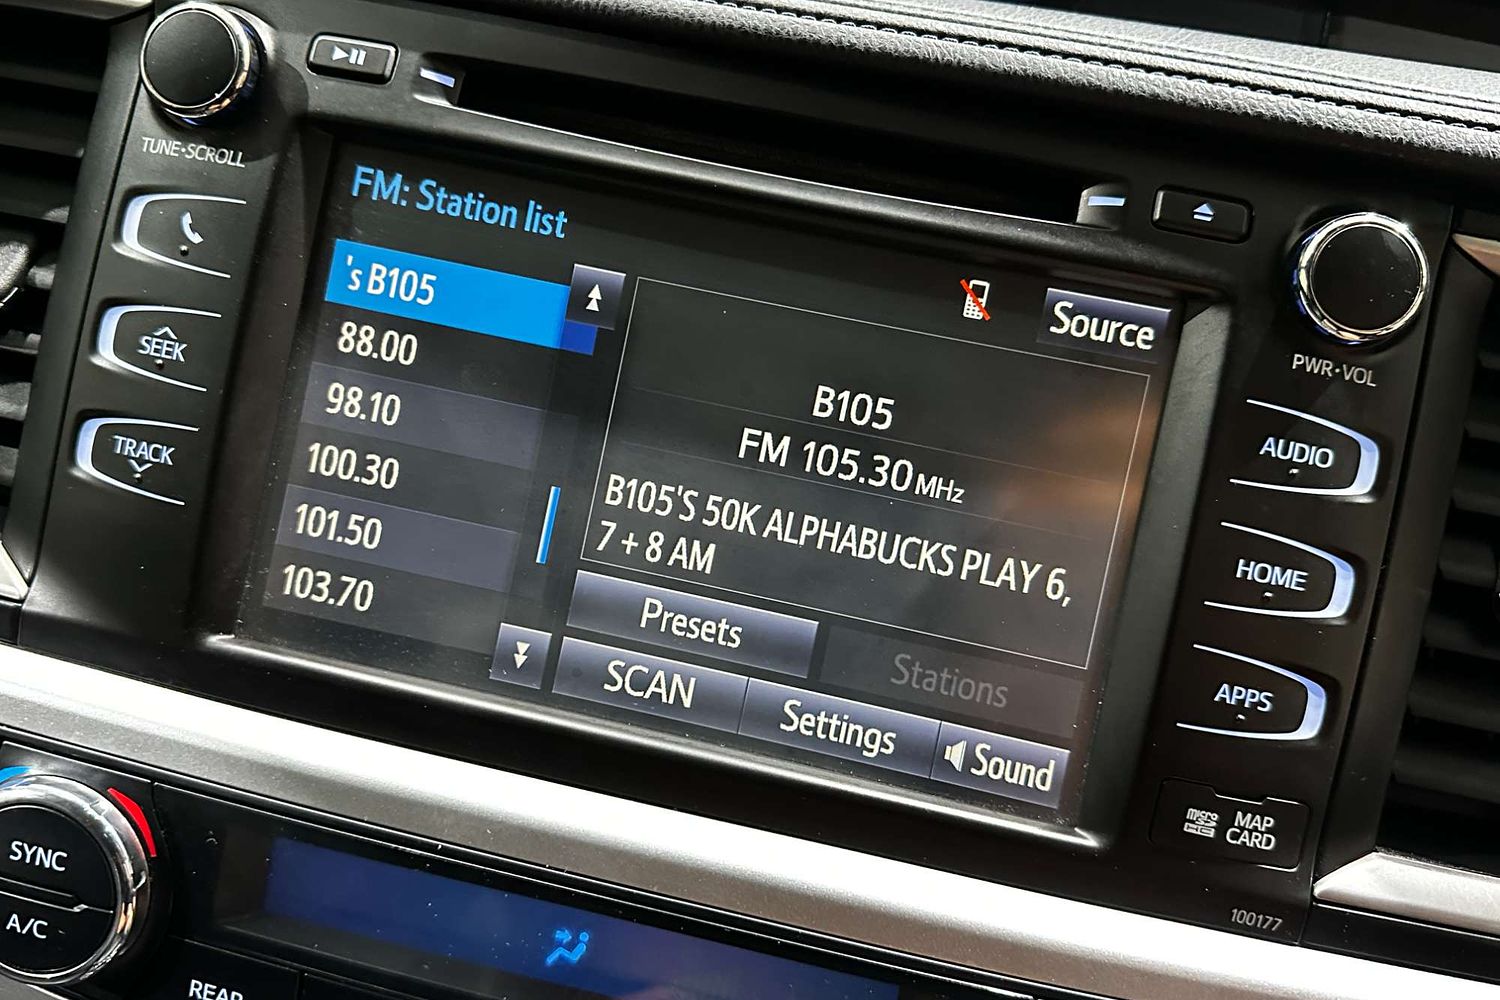 TUNE•SCROLL
FM: Station list
's B105
88.00
98.10
100.30
101.50
103.70
Source
B105
FM 105.30 MHz
B105'S 50K ALPHABUCKS PLAY 6,
7 + 8 AM
Presets
Stations
SCAN
Settings
Sound
SEEK
TRACK
PWR•VOL
AUDIO
HOME
APPS
micro
SD
HC
MAP
CARD
100177
SYNC
A/C
REAR